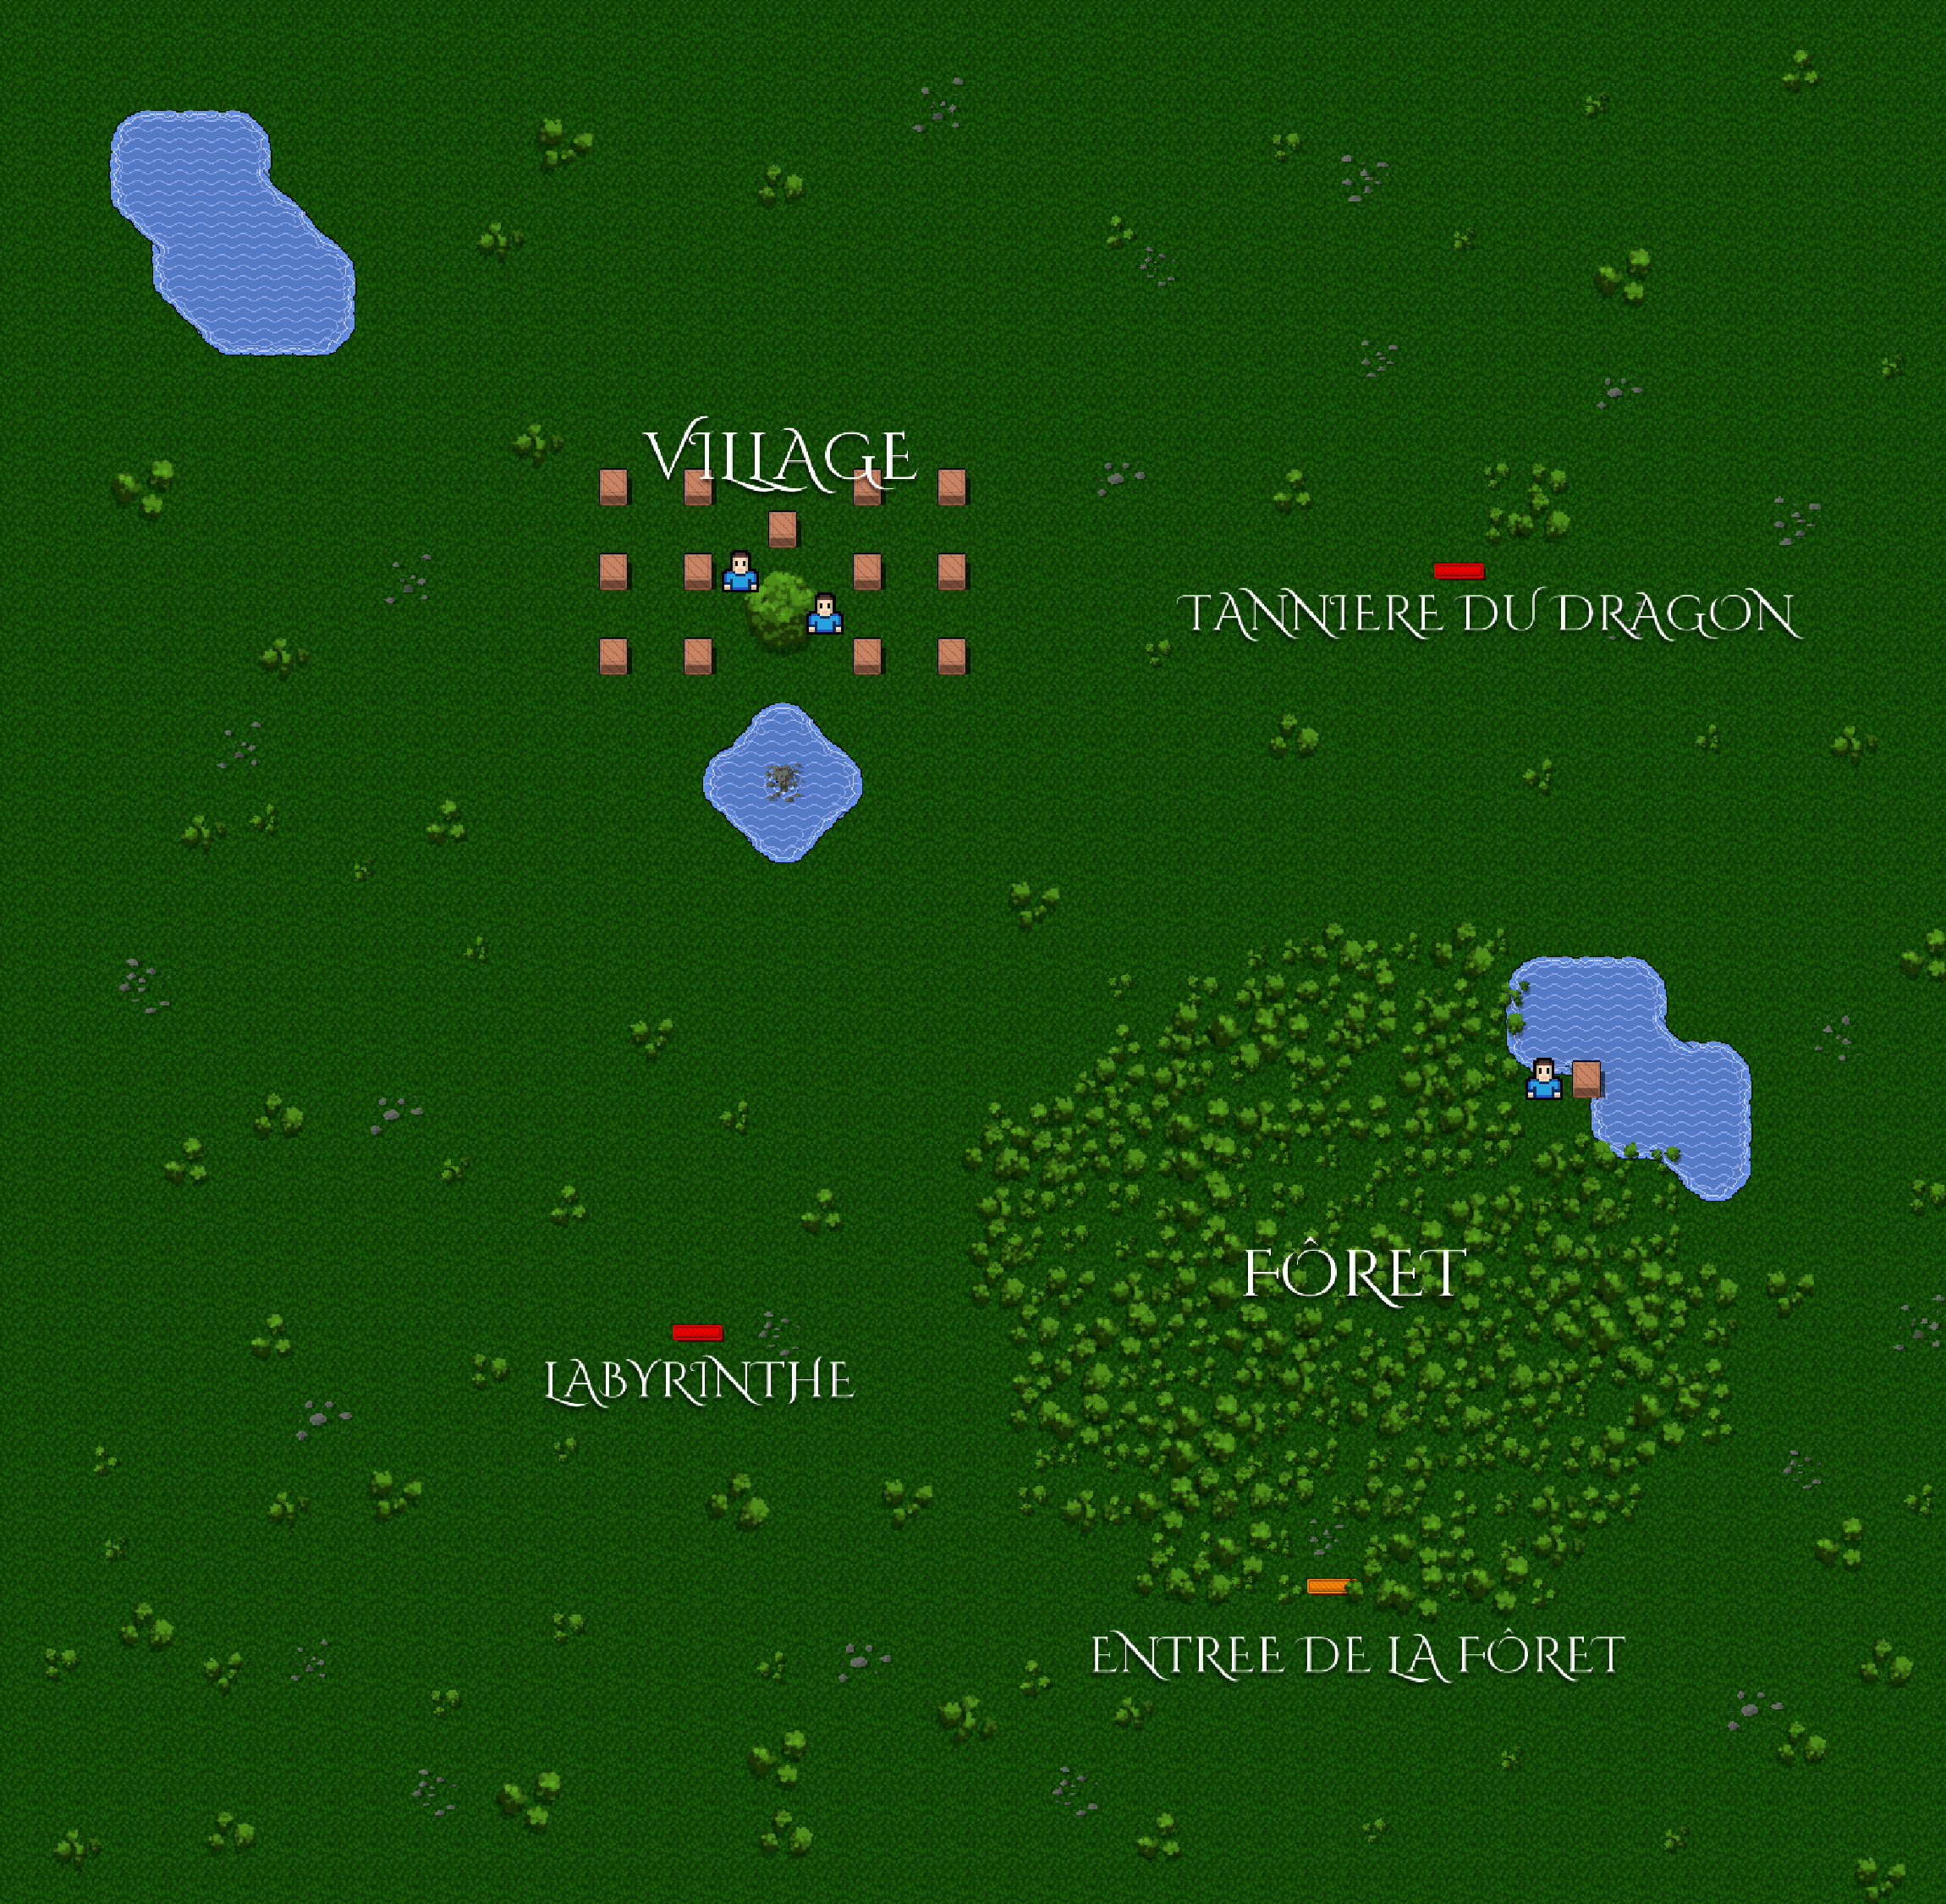 VILLAGE
TANNIERE DU DRAGON
FÔRET
LABYRINTHE
ENTREE DE LA FÔRET